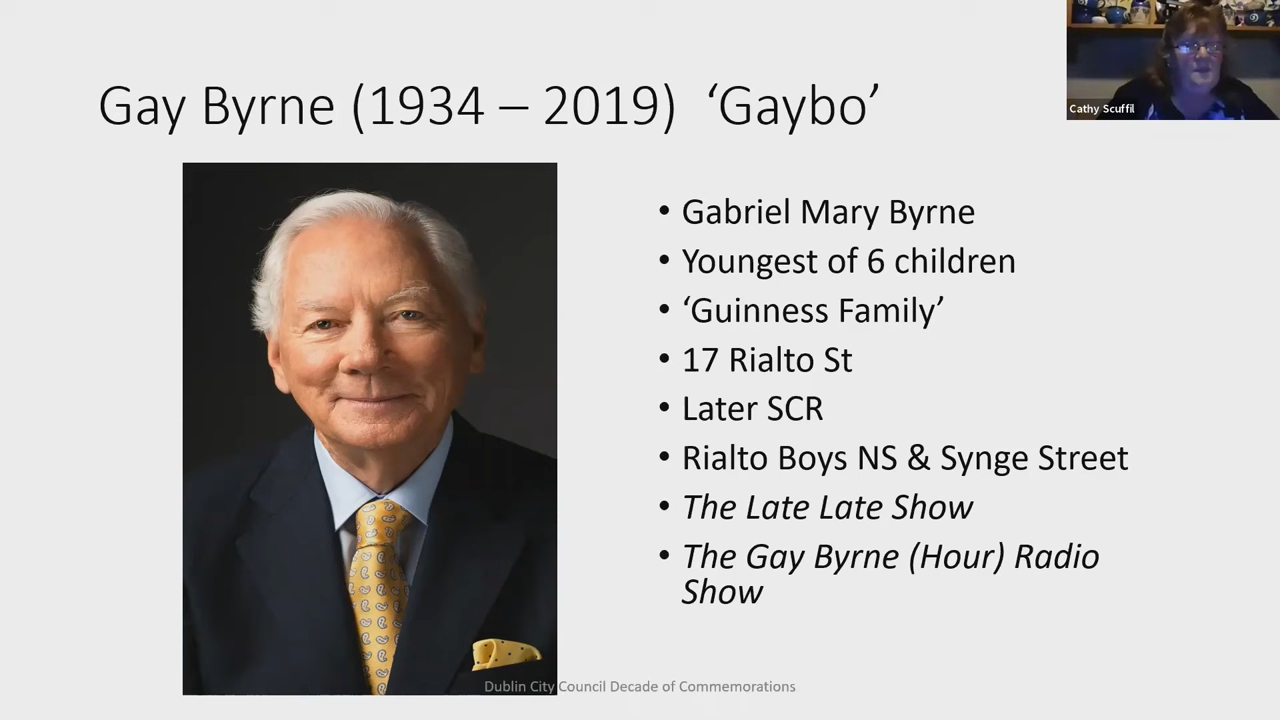 Gay Byrne (1934 – 2019) ‘Gaybo’
Cathy Scuffil
• Gabriel Mary Byrne
• Youngest of 6 children
• ‘Guinness Family’
• 17 Rialto St
• Later SCR
• Rialto Boys NS & Synge Street
• The Late Late Show
• The Gay Byrne (Hour) Radio
Show
Dublin City Council Decade of Commemorations